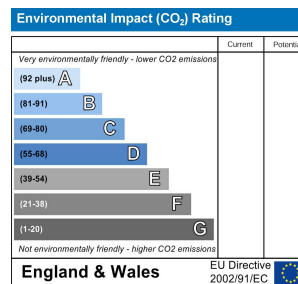 Environmental Impact (CO₂) Rating
Current Potenti
Very environmentally friendly - lower CO2 emissions
(92 plus) A
(81-91) B
(69-80) C
(55-68) D
(39-54) E
(21-38) F
(1-20) G
Not environmentally friendly - higher CO2 emissions
England & Wales
EU Directive
2002/91/EC